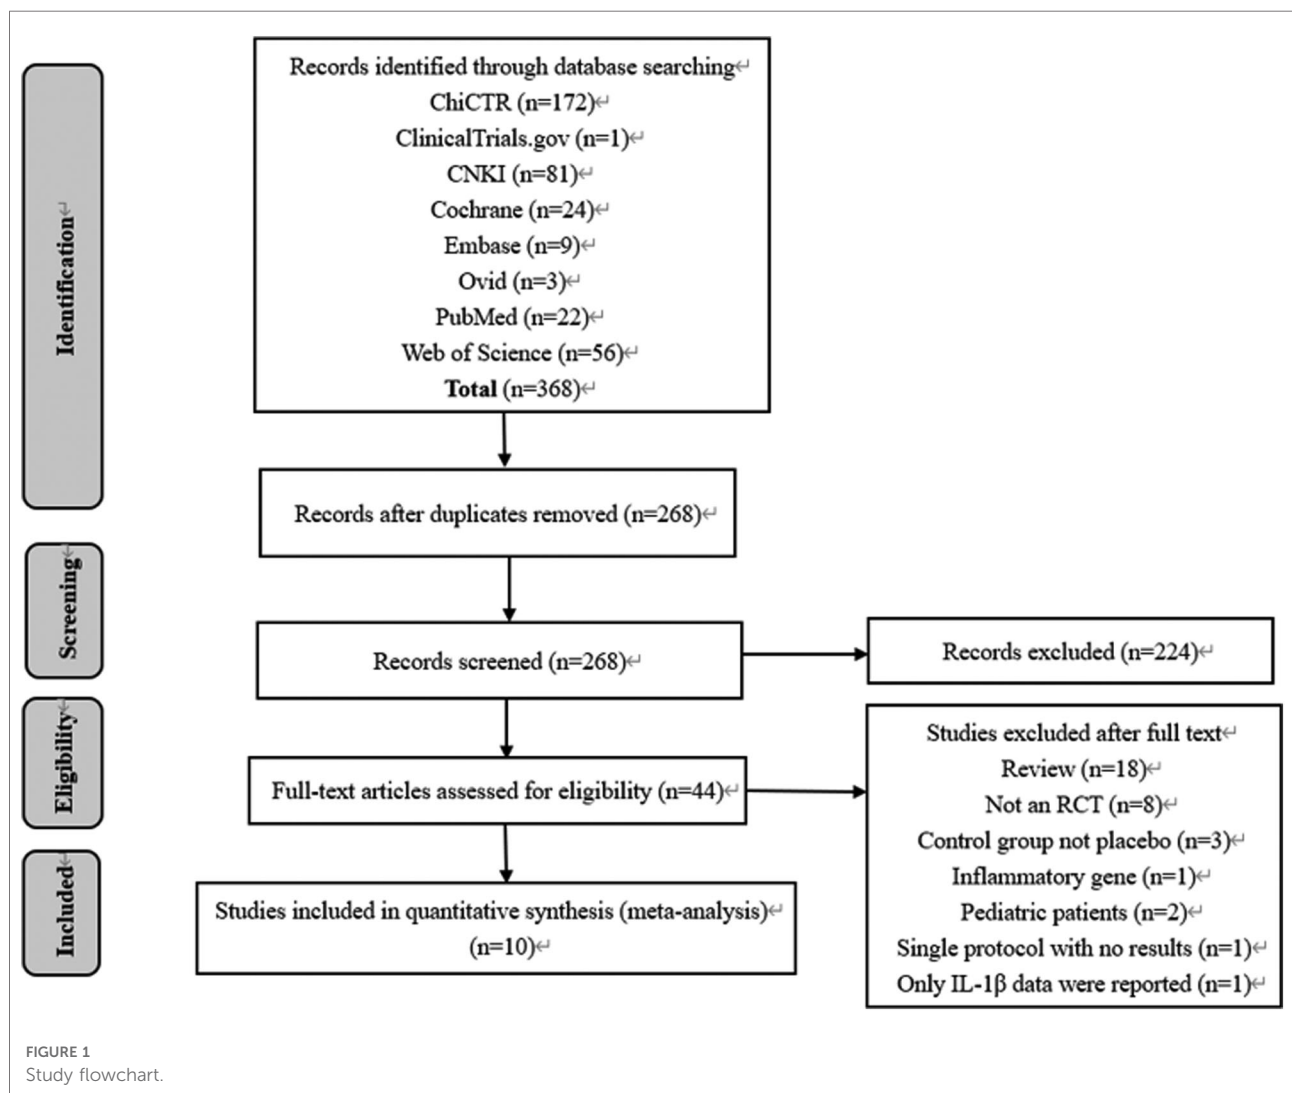 Records identified through database searching↵
ChiCTR (n=172)↵
ClinicalTrials.gov (n=1)↵
CNKI (n=81)↵
Cochrane (n=24)↵
Embase (n=9)↵
Ovid (n=3)↵
PubMed (n=22)↵
Web of Science (n=56)↵
Total (n=368)↵
Identification↵
Records after duplicates removed (n=268)↵
Screening↵
Records screened (n=268)↵
Records excluded (n=224)↵
Eligibility↵
Full-text articles assessed for eligibility (n=44)↵
Studies excluded after full text↵
Review (n=18)↵
Not an RCT (n=8)↵
Control group not placebo (n=3)↵
Inflammatory gene (n=1)↵
Pediatric patients (n=2)↵
Single protocol with no results (n=1)↵
Only IL-1β data were reported (n=1)↵
Included↵
Studies included in quantitative synthesis (meta-analysis)↵
(n=10)↵
FIGURE 1
Study flowchart.